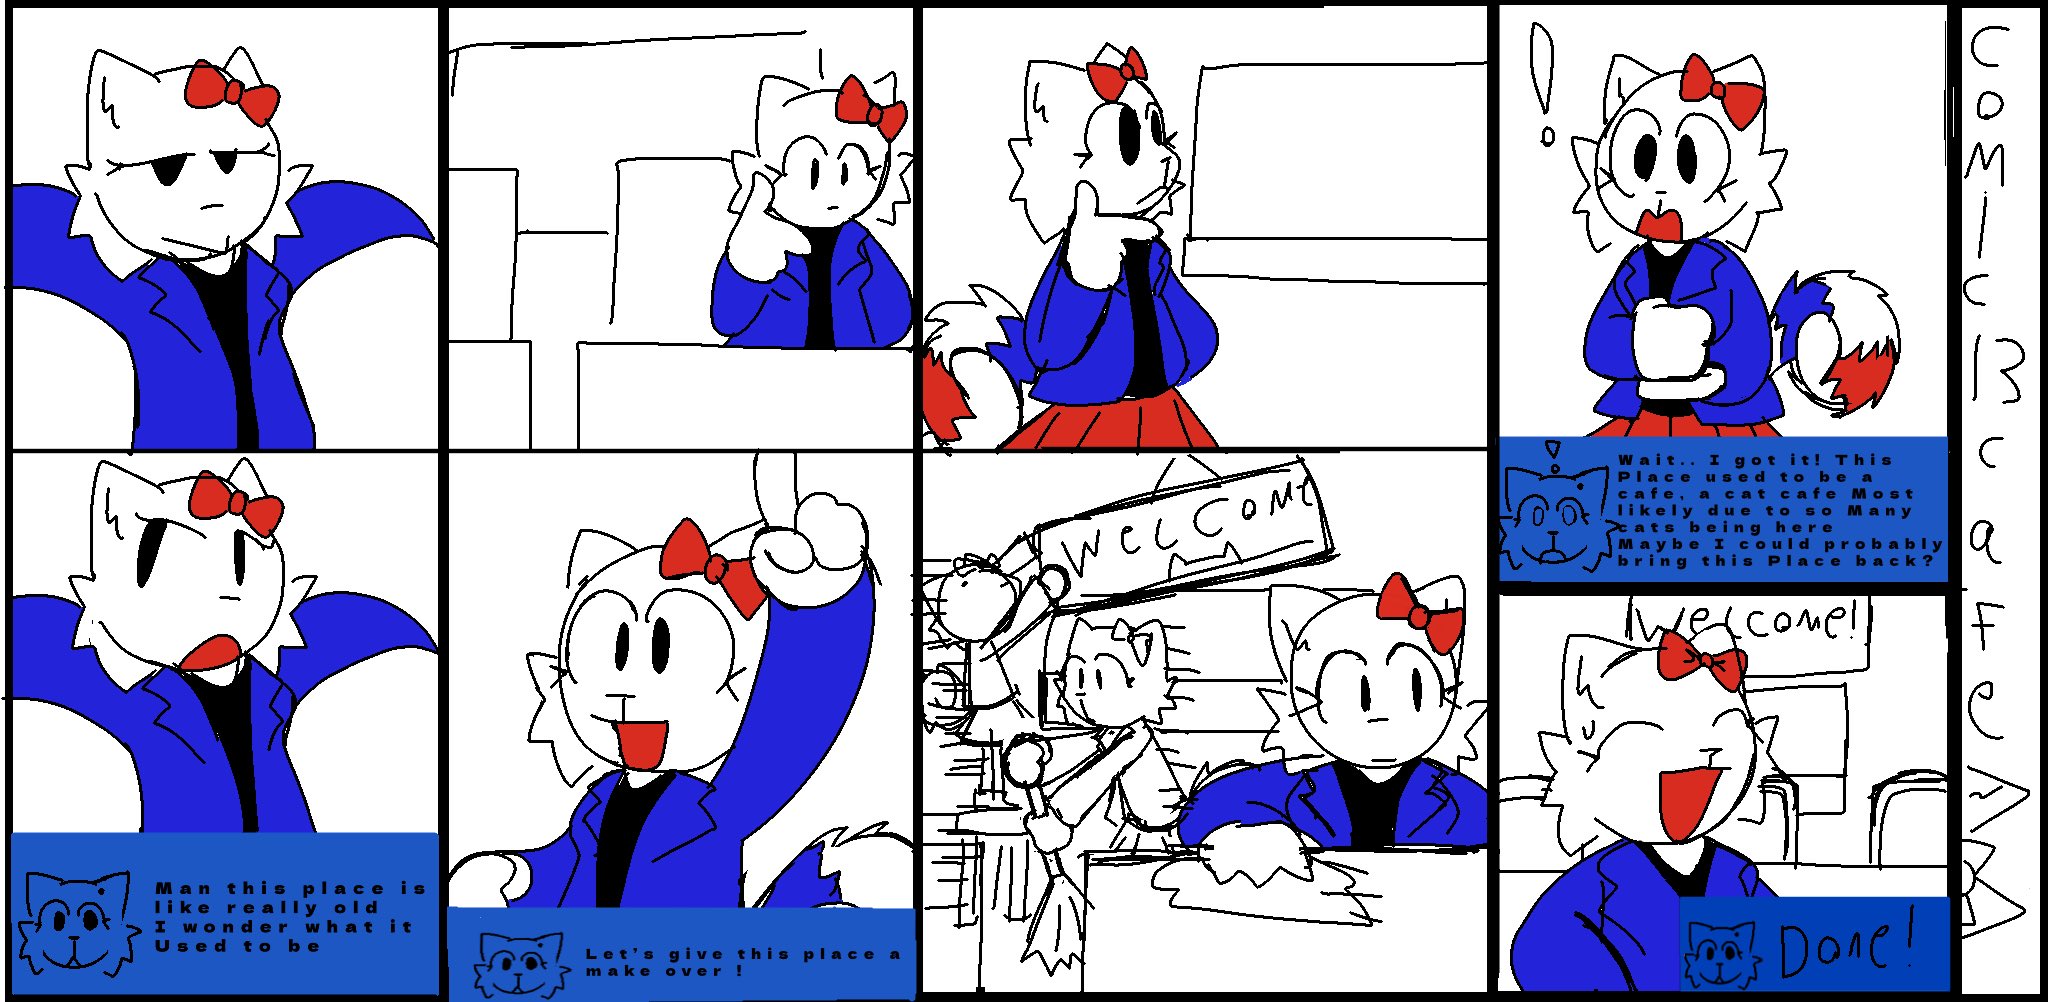 Wait.. I got it! This
Place used to be a
cafe, a cat cafe Most
likely due to so Many
cats being here
Maybe I could probably
bring this Place back?
Man this place is
like really old
I wonder what it
Used to be
Let's give this place a
make over !
WelCome
Welcome!
Done!
COMIC 13 cafe